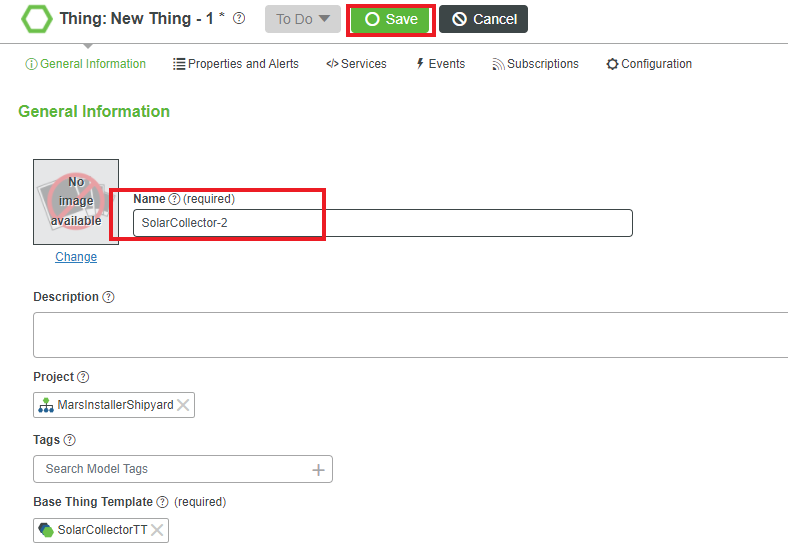 Thing: New Thing - 1 * ? To Do Save Cancel
General Information Properties and Alerts </> Services Events Subscriptions Configuration
General Information
No
image
available
Name ? (required)
SolarCollector-2
Change
Description ?
Project ?
MarsInstallerShipyard
Tags ?
Search Model Tags
Base Thing Template ? (required)
SolarCollectorTT